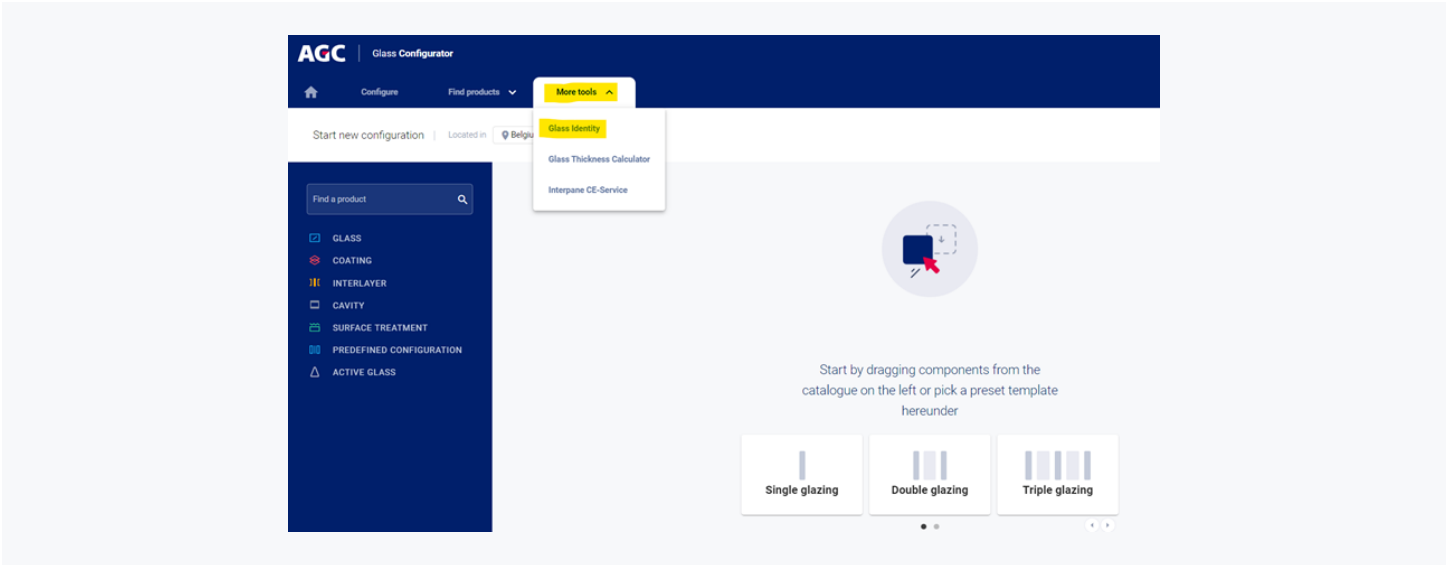 AGC Glass Configurator
Configure Find products More tools
Glass Identity
Glass Thickness Calculator
Interpane CE-Service
Start new configuration Located in
Find a product
GLASS
COATING
INTERLAYER
CAVITY
SURFACE TREATMENT
PREDEFINED CONFIGURATION
ACTIVE GLASS
Start by dragging components from the
catalogue on the left or pick a preset template
hereunder
Single glazing Double glazing Triple glazing